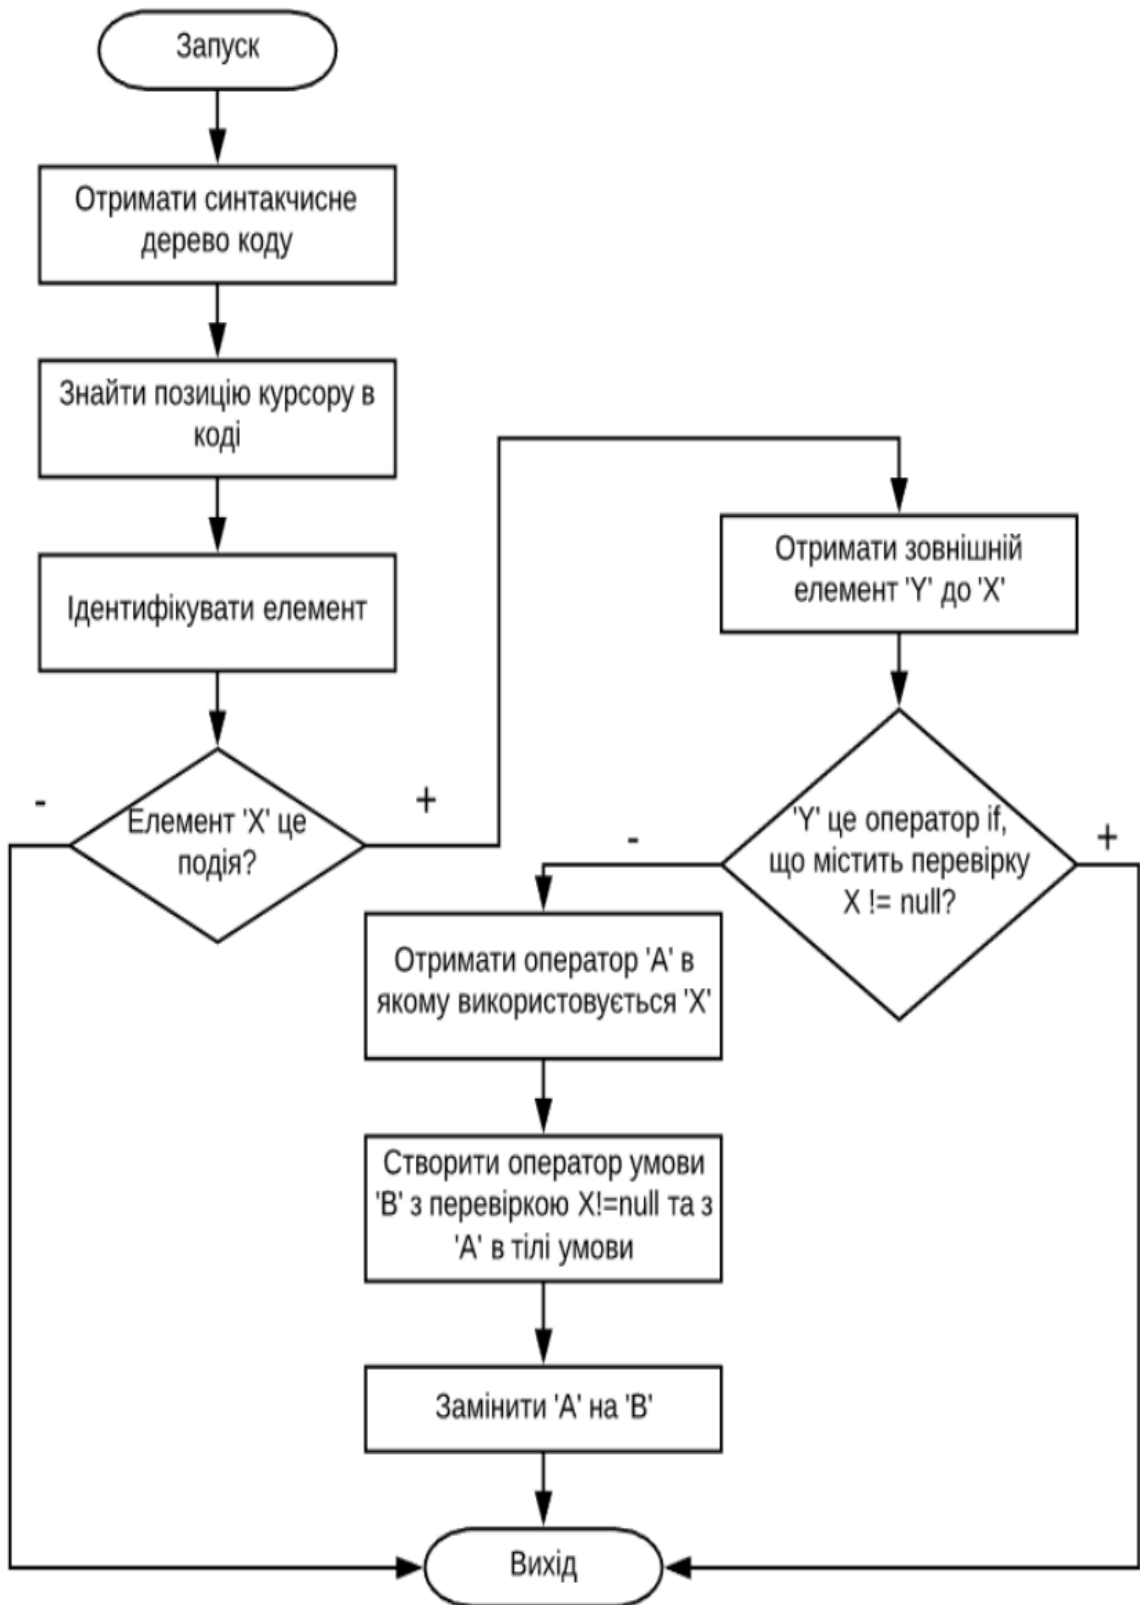 Запуск
Отримати синтакчисне
дерево коду
Знайти позицію курсору в
коді
Ідентифікувати елемент
-
+
Елемент 'X' це
подія?
Отримати зовнішній
елемент 'Y' до 'X'
-
+
'Y' це оператор if,
що містить перевірку
X != null?
Отримати оператор 'A' в
якому використовується 'X'
Створити оператор умови
'B' з перевіркою X!=null та з
'A' в тілі умови
Замінити 'A' на 'B'
Вихід